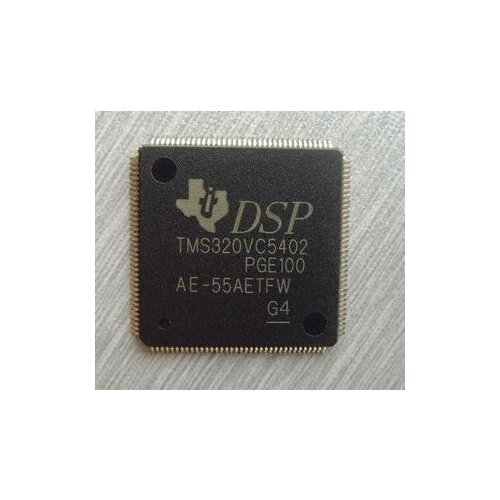 DSP
TMS320VC5402
PGE100
AE-55AETFW
G4